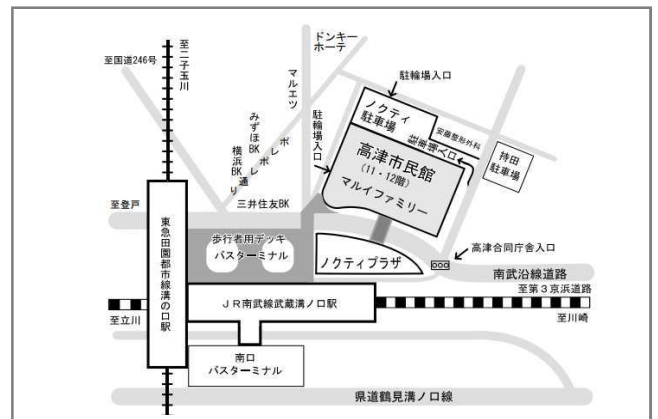 ドンキー
ホーテ
至国道246号
至二子玉川
マルエツ
駐輪場入口
ノクティ
駐車場
駐輪場入口
安藤整形外科
駐車場入口
みずほBK
横浜BK
ポレポレ通り
高津市民館
(11・12階)
マルイファミリー
持田
駐車場
至登戸
三井住友BK
東急田園都市線溝の口駅
歩行者用デッキ
バスターミナル
ノクティプラザ
高津合同庁舎入口
南武沿線道路
至第3京浜道路
JR南武線武蔵溝ノ口駅
至立川
至川崎
南口
バスターミナル
県道鶴見溝ノ口線